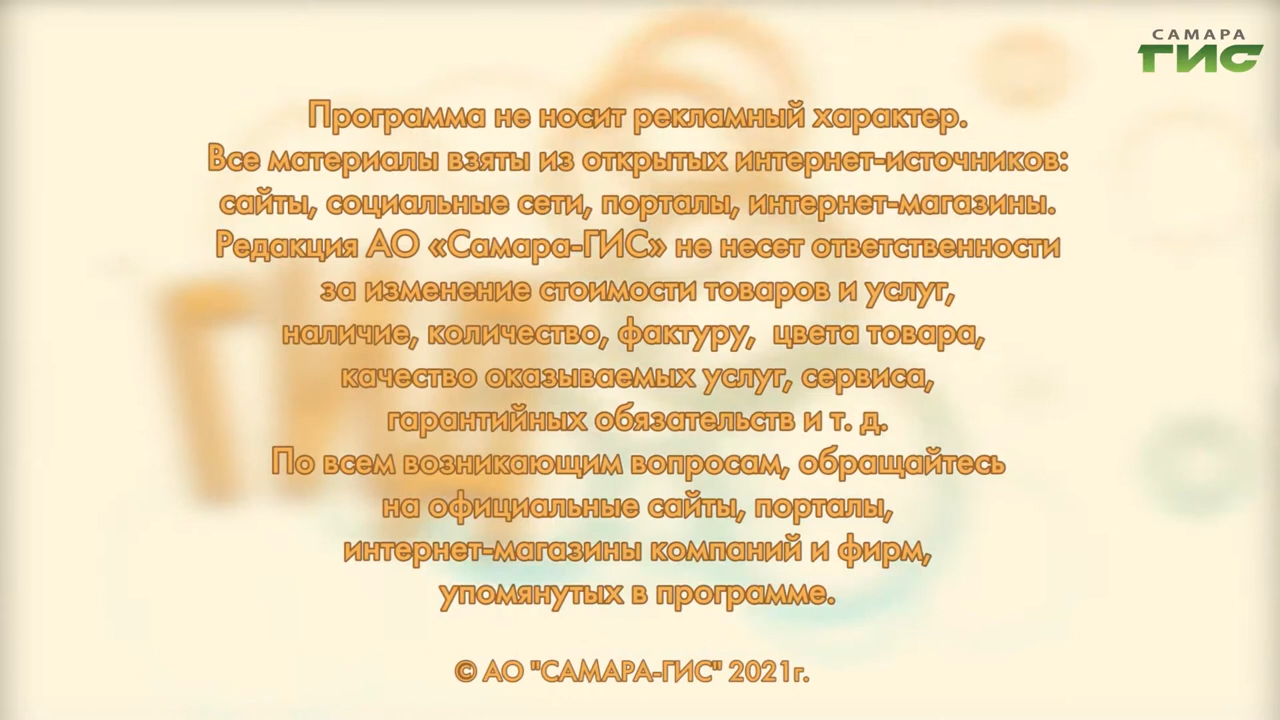 САМАРА
ГИС
Программа не носит рекламный характер.
Все материалы взяты из открытых интернет-источников:
сайты, социальные сети, порталы, интернет-магазины.
Редакция АО «Самара-ГИС» не несет ответственности
за изменение стоимости товаров и услуг,
наличие, количество, фактуру,  цвета товара,
качество оказываемых услуг, сервиса,
гарантийных обязательств и т. д.
По всем возникающим вопросам, обращайтесь
на официальные сайты, порталы,
интернет-магазины компаний и фирм,
упомянутых в программе.
© АО "САМАРА-ГИС" 2021г.